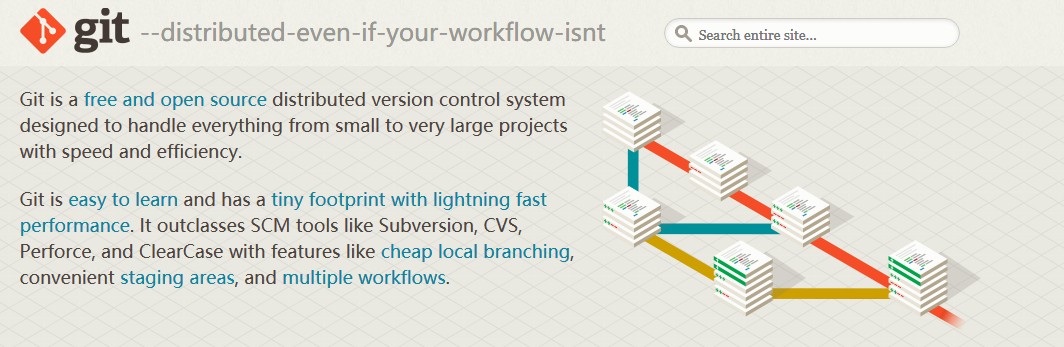 git --distributed-even-if-your-workflow-isnt
Search entire site...
Git is a free and open source distributed version control system
designed to handle everything from small to very large projects
with speed and efficiency.
Git is easy to learn and has a tiny footprint with lightning fast
performance. It outclasses SCM tools like Subversion, CVS,
Perforce, and ClearCase with features like cheap local branching,
convenient staging areas, and multiple workflows.